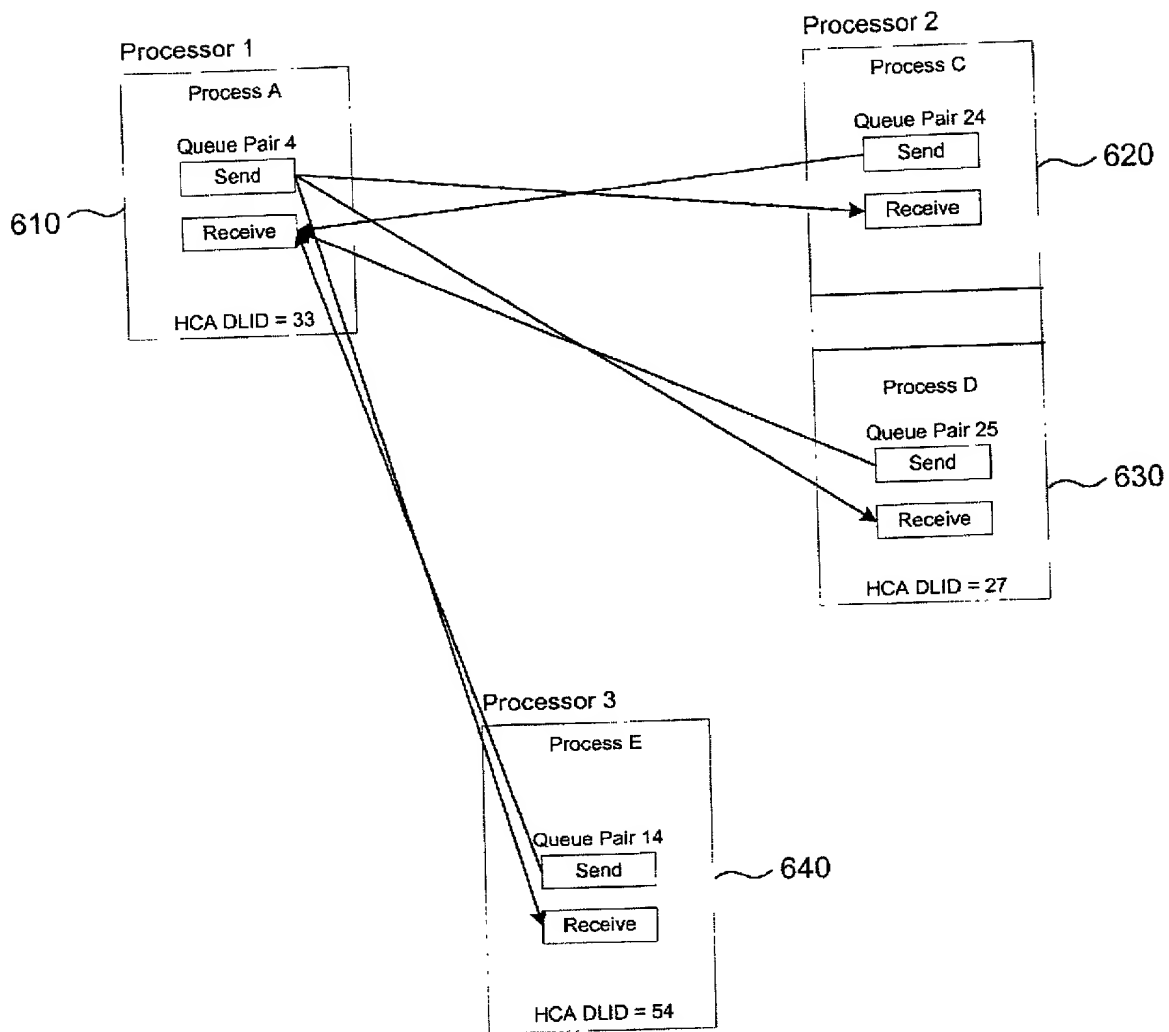 Processor 1
Process A
Queue Pair 4
Send
Receive
HCA DLID = 33
610
Processor 2
Process C
Queue Pair 24
Send
Receive
620
Process D
Queue Pair 25
Send
Receive
HCA DLID = 27
630
Processor 3
Process E
Queue Pair 14
Send
Receive
HCA DLID = 54
640